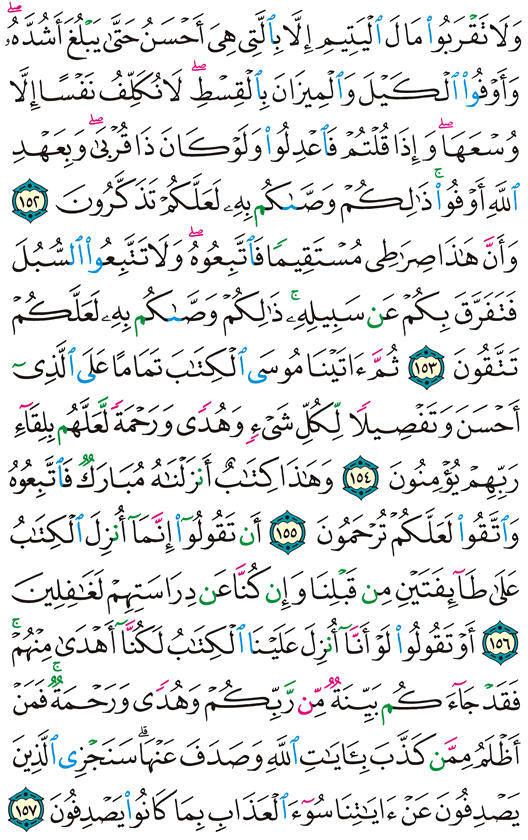 وَلَا تَقْرَبُوا۟ مَالَ ٱلْيَتِيمِ إِلَّا بِٱلَّتِى هِىَ أَحْسَنُ حَتَّىٰ يَبْلُغَ أَشُدَّهُۥۖ
وَأَوْفُوا۟ ٱلْكَيْلَ وَٱلْمِيزَانَ بِٱلْقِسْطِۖ لَا نُكَلِّفُ نَفْسًا إِلَّا
وُسْعَهَاۖ وَإِذَا قُلْتُمْ فَٱعْدِلُوا۟ وَلَوْ كَانَ ذَا قُرْبَىٰۖ وَبِعَهْدِ
ٱللَّهِ أَوْفُوا۟ۚ ذَٰلِكُمْ وَصَّىٰكُم بِهِۦ لَعَلَّكُمْ تَذَكَّرُونَ ١٥٢
وَأَنَّ هَٰذَا صِرَٰطِى مُسْتَقِيمًا فَٱتَّبِعُوهُۖ وَلَا تَتَّبِعُوا۟ ٱلسُّبُلَ
فَتَفَرَّقَ بِكُمْ عَن سَبِيلِهِۦۚ ذَٰلِكُمْ وَصَّىٰكُم بِهِۦ لَعَلَّكُمْ
تَتَّقُونَ ١٥٣ ثُمَّ ءَاتَيْنَا مُوسَى ٱلْكِتَٰبَ تَمَامًا عَلَى ٱلَّذِىٓ
أَحْسَنَ وَتَفْصِيلًا لِّكُلِّ شَىْءٍ وَهُدًى وَرَحْمَةً لَّعَلَّهُم بِلِقَآءِ
رَبِّهِمْ يُؤْمِنُونَ ١٥٤ وَهَٰذَا كِتَٰبٌ أَنزَلْنَٰهُ مُبَارَكٌ فَٱتَّبِعُوهُ
وَٱتَّقُوا۟ لَعَلَّكُمْ تُرْحَمُونَ ١٥٥ أَن تَقُولُوٓا۟ إِنَّمَآ أُنزِلَ ٱلْكِتَٰبُ
عَلَىٰ طَآئِفَتَيْنِ مِن قَبْلِنَا وَإِن كُنَّا عَن دِرَاسَتِهِمْ لَغَٰفِلِينَ
١٥٦ أَوْ تَقُولُوا۟ لَوْ أَنَّآ أُنزِلَ عَلَيْنَا ٱلْكِتَٰبُ لَكُنَّآ أَهْدَىٰ مِنْهُمْۚ
فَقَدْ جَآءَكُم بَيِّنَةٌ مِّن رَّبِّكُمْ وَهُدًى وَرَحْمَةٌۚ فَمَنْ
أَظْلَمُ مِمَّن كَذَّبَ بِـَٔايَٰتِ ٱللَّهِ وَصَدَفَ عَنْهَاۗ سَنَجْزِى ٱلَّذِينَ
يَصْدِفُونَ عَنْ ءَايَٰتِنَا سُوٓءَ ٱلْعَذَابِ بِمَا كَانُوا۟ يَصْدِفُونَ ١٥٧